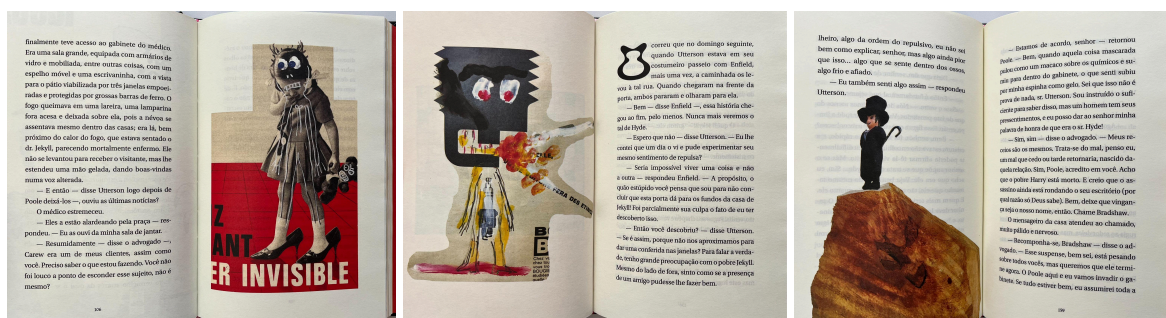 finalmente teve acesso ao gabinete do médico.
Era uma sala grande, equipada com armários de
vidro e mobiliada, entre outras coisas, com um
espelho móvel e uma escrivaninha, com a vista
para o pátio viabilizada por três janelas empoei-
radas e protegidas por grossas barras de ferro. O
fogo queimava em uma lareira, uma lamparina
fora acesa e deixada sobre ela, pois a névoa se
assentava mesmo dentro das casas; era lá, bem
próximo do calor do fogo, que estava sentado o
dr. Jekyll, parecendo mortalmente enfermo. Ele
não se levantou para receber o visitante, mas lhe
estendeu uma mão gelada, dando boas-vindas
numa voz alterada.
— E então — disse Utterson logo depois de
Poole deixá-los —, ouviu as últimas notícias?
O médico estremeceu.
— Eles a estão alardeando pela praça — res-
pondeu. — Eu as ouvi da minha sala de jantar.
— Resumidamente — disse o advogado —,
Carew era um de meus clientes, assim como
você. Preciso saber o que estou fazendo. Você não
foi louco a ponto de esconder esse sujeito, não é
mesmo?
106
Z
ANT
ER INVISIBLE
correu que no domingo seguinte,
quando Utterson estava em seu
costumeiro passeio com Enfield,
mais uma vez, a caminhada os le-
vou à tal rua. Quando chegaram na frente da
porta, ambos pararam e olharam para ela.
— Bem — disse Enfield —, essa história che-
gou ao fim, pelo menos. Nunca mais veremos o
tal de Hyde.
— Espero que não — disse Utterson. — Eu lhe
contei que um dia o vi e pude experimentar seu
mesmo sentimento de repulsa?
— Seria impossível viver uma coisa e não
a outra — respondeu Enfield. — A propósito, o
quão estúpido você pensa que sou para não con-
cluir que esta porta dá para os fundos da casa de
Jekyll! Foi parcialmente sua culpa o fato de eu ter
descoberto isso.
— Então você descobriu? — disse Utterson.
— Se é assim, porque não nos aproximamos para
dar uma conferida nas janelas? Para falar a verda-
de, tenho grande preocupação com o pobre Jekyll.
Mesmo do lado de fora, sinto como se a presença
de um amigo pudesse lhe fazer bem.
lheiro, algo da ordem do repulsivo, eu não sei
bem como explicar, senhor, mas algo ainda pior
que isso... algo que se sente dentro dos ossos,
algo frio e afiado.
— Eu também senti algo assim — respondeu
Utterson.
— Estamos de acordo, senhor — retornou
Poole. — Bem, quando aquela coisa mascarada
pulou como um macaco sobre os químicos e su-
miu para dentro do gabinete, o que senti subiu
por minha espinha como gelo. Sei que isso não é
prova de nada, sr. Utterson. Sou instruído o sufi-
ciente para saber disso, mas um homem tem seus
pressentimentos, e eu posso dar ao senhor minha
palavra de honra de que era o sr. Hyde!
— Sim, sim — disse o advogado. — Meus re-
ceios são os mesmos. Trata-se do mal, penso eu,
um mal que cedo ou tarde retornaria, nascido da-
quela relação. Sim, Poole, acredito em você. Acho
que o pobre Harry está morto. E creio que o as-
sassino ainda está rondando o seu escritório (por
qual razão só Deus sabe). Bem, deixe que vingan-
ça seja o nosso nome, então. Chame Bradshaw.
O mensageiro da casa atendeu ao chamado,
muito pálido e nervoso.
— Recomponha-se, Bradshaw — disse o ad-
vogado. — Esse suspense, bem sei, está pesando
sobre todos vocês, mas queremos que ele termi-
ne agora. O Poole aqui e eu vamos invadir o ga-
binete. Se tudo estiver bem, eu assumirei toda a